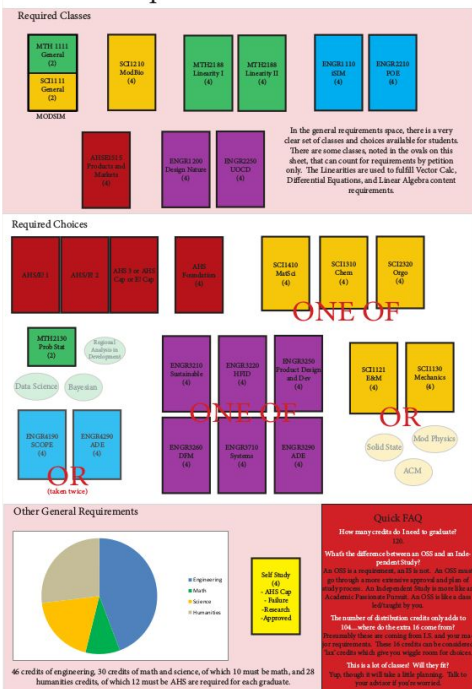 Required Classes
MTH 1111
General
(2)
SCI1111
General
(2)
MODSIM
SCI1210
ModBio
(4)
MTH2188
Linearity I
(4)
MTH2188
Linearity II
(4)
ENGR1110
iSIM
(4)
ENGR2210
POE
(4)
Products and
Markets
(4)
ENGR1200
Design Nature
(4)
ENGR2250
UOCD
(4)
In the general requirements space, there is a very
clear set of classes and choices available for students.
There are some classes, noted in the ovals on this
sheet, that can count for requirements by petition
only. The Linearities are used to fulfill Vector Calc,
Differential Equations, and Linear Algebra content
requirements.
Required Choices
AHS/E! 1
AHS/E! 2
AHS 3 or AHS
Cap or E! Cap
AHS
Foundation
(4)
SCI1410
MatSci
(4)
SCI1310
Chem
(4)
SCI2320
Orgo
(4)
ONE OF
MTH2130
Prob Stat
(2)
Regional
Analysis in
Development
Data Science
Bayesian
ENGR3210
Sustainable
(4)
ENGR3220
HFID
(4)
ENGR3250
Product Design
and Dev
(4)
ONE OF
ENGR3260
DFM
(4)
ENGR3710
Systems
(4)
ENGR3290
ADE
(4)
SCI1121
E&M
(4)
SCI1130
Mechanics
(4)
OR
Solid State
Mod Physics
ACM
ENGR4190
SCOPE
(4)
ENGR4290
ADE
(4)
OR
(taken twice)
Other General Requirements
Engineering
Math
Science
Humanities
Self Study
(4)
- AHS Cap
- Failure
-Research
-Approved
46 credits of engineering, 30 credits of math and science, of which 10 must be math, and 28
humanities credits, of which 12 must be AHS are required for each graduate.
Quick FAQ
How many credits do I need to graduate?
120.
What's the difference between an OSS and an Inde-
pendent Study?
An OSS is a requirement, an IS is not. An OSS must
go through a more extensive approval and plan of
study process. An Independent Study is more like an
Academic Passionate Pursuit. An OSS is like a class
led/taught by you.
The number of distribution credits only adds to
104....where do the extra 16 come from?
Presumably these are coming from E.E. and your ma-
jor requirements. These 16 credits can be considered
'lax' credits which give you wiggle room for choices.
This is a lot of classes! Will they fit?
Yup, though it will take a little planning. Talk to
your advisor if you're worried.